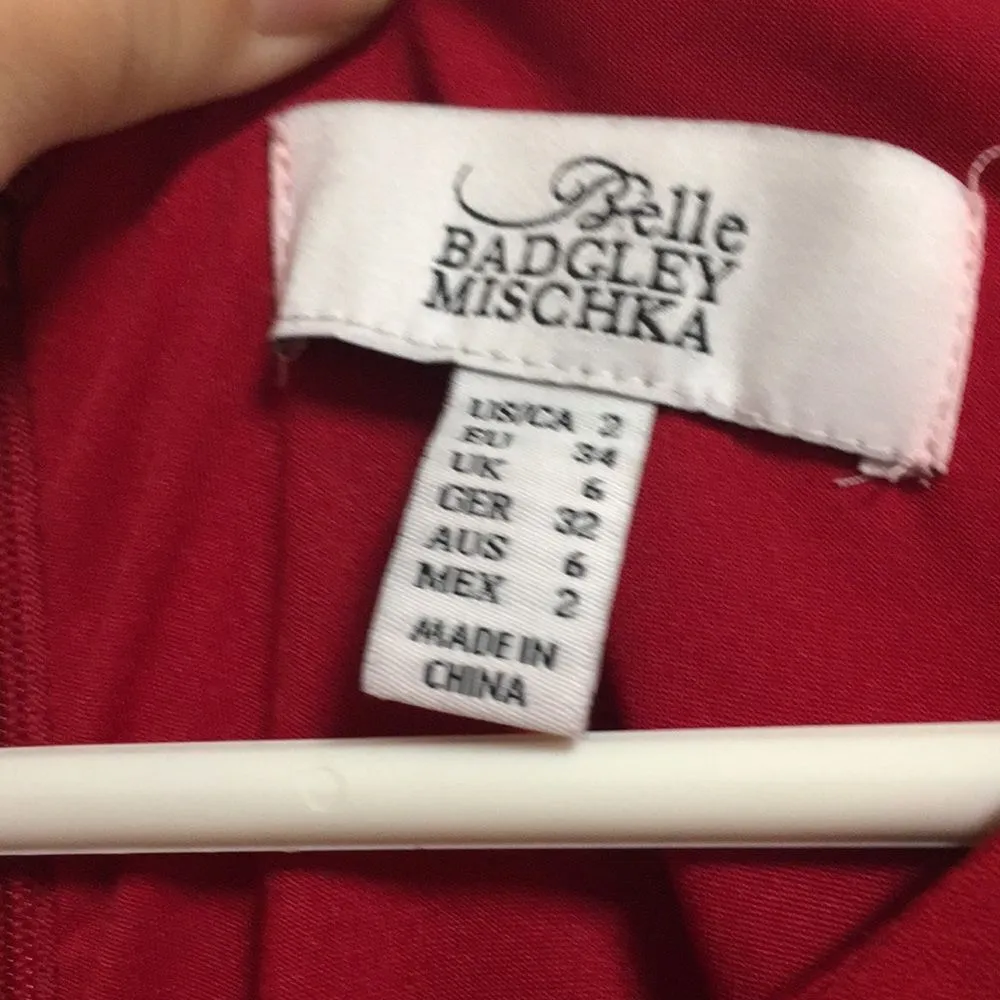 Belle
BADGLEY
MISCHKA
US/CA 2
EU 34
UK 6
GER 32
AUS 6
MEX 2
MADE IN
CHINA